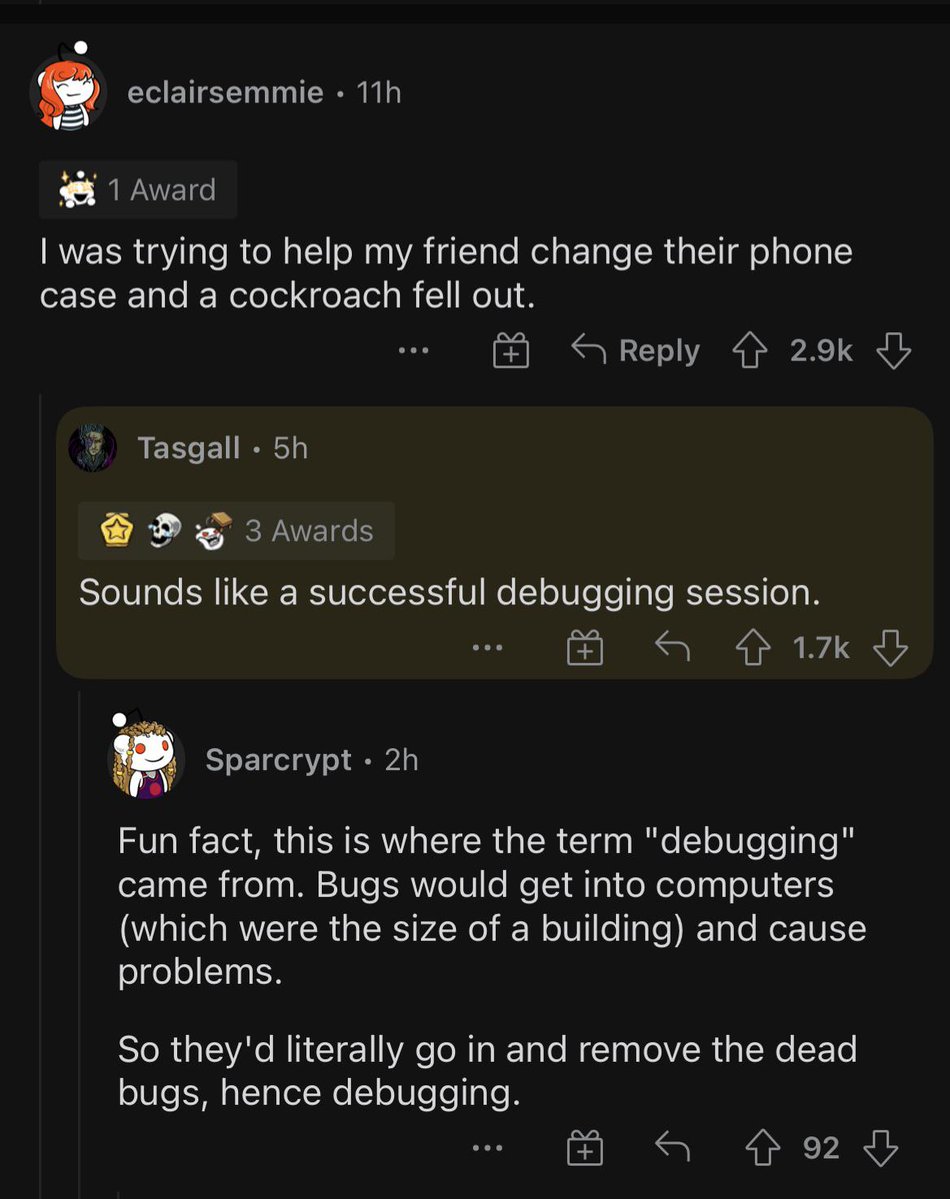 eclairsemmie • 11h
1 Award
I was trying to help my friend change their phone
case and a cockroach fell out.
Reply 2.9k
Tasgall • 5h
3 Awards
Sounds like a successful debugging session.
1.7k
Sparcrypt • 2h
Fun fact, this is where the term "debugging"
came from. Bugs would get into computers
(which were the size of a building) and cause
problems.
So they'd literally go in and remove the dead
bugs, hence debugging.
92